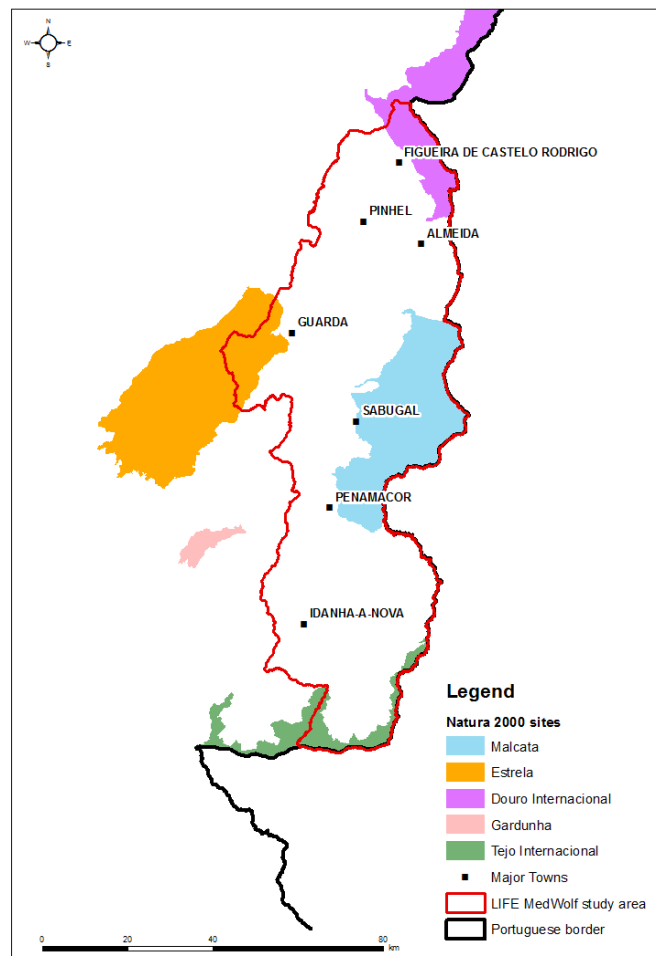 N
W E
S
FIGUEIRA DE CASTELO RODRIGO
PINHEL
ALMEIDA
GUARDA
SABUGAL
PENAMACOR
IDANHA-A-NOVA
Legend
Natura 2000 sites
Malcata
Estrela
Douro Internacional
Gardunha
Tejo Internacional
Major Towns
LIFE MedWolf study area
Portuguese border
0 20 40 80
km